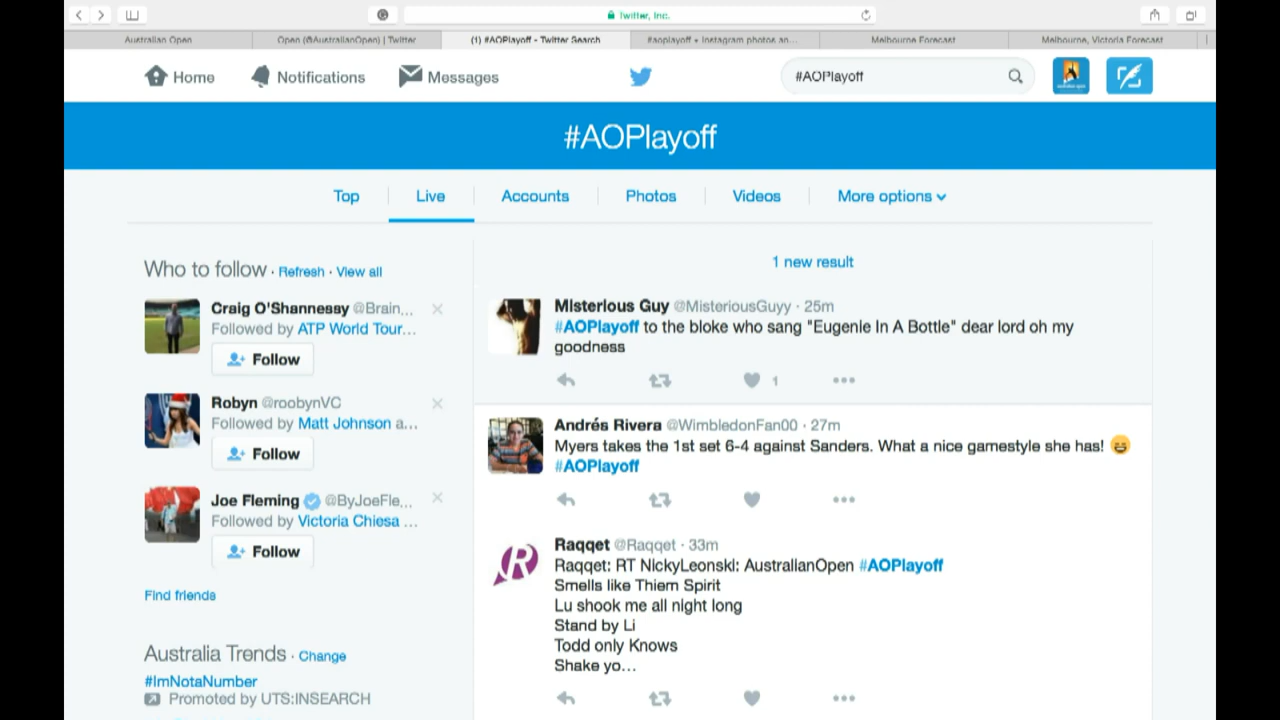 Twitter, Inc.
Australian Open
Open (@AustralianOpen) | Twitter
(1) #AOPlayoff - Twitter Search
#aoplayoff • Instagram photos an...
Melbourne Forecast
Melbourne, Victoria Forecast
Home
Notifications
Messages
#AOPlayoff
#AOPlayoff
Top
Live
Accounts
Photos
Videos
More options
Who to follow · Refresh · View all
Craig O'Shannessy @Brain...
Followed by ATP World Tour...
Follow
Robyn @roobynVC
Followed by Matt Johnson a...
Follow
Joe Fleming @ByJoeFle...
Followed by Victoria Chiesa ...
Follow
Find friends
Australia Trends · Change
#ImNotaNumber
Promoted by UTS:INSEARCH
1 new result
Misterious Guy @MisteriousGuyy · 25m
#AOPlayoff to the bloke who sang "Eugenie In A Bottle" dear lord oh my
goodness
1
Andrés Rivera @WimbledonFan00 · 27m
Myers takes the 1st set 6-4 against Sanders. What a nice gamestyle she has! 😄
#AOPlayoff
Raqqet @Raqqet · 33m
Raqqet: RT NickyLeonski: AustralianOpen #AOPlayoff
Smells like Thiem Spirit
Lu shook me all night long
Stand by Li
Todd only Knows
Shake yo...